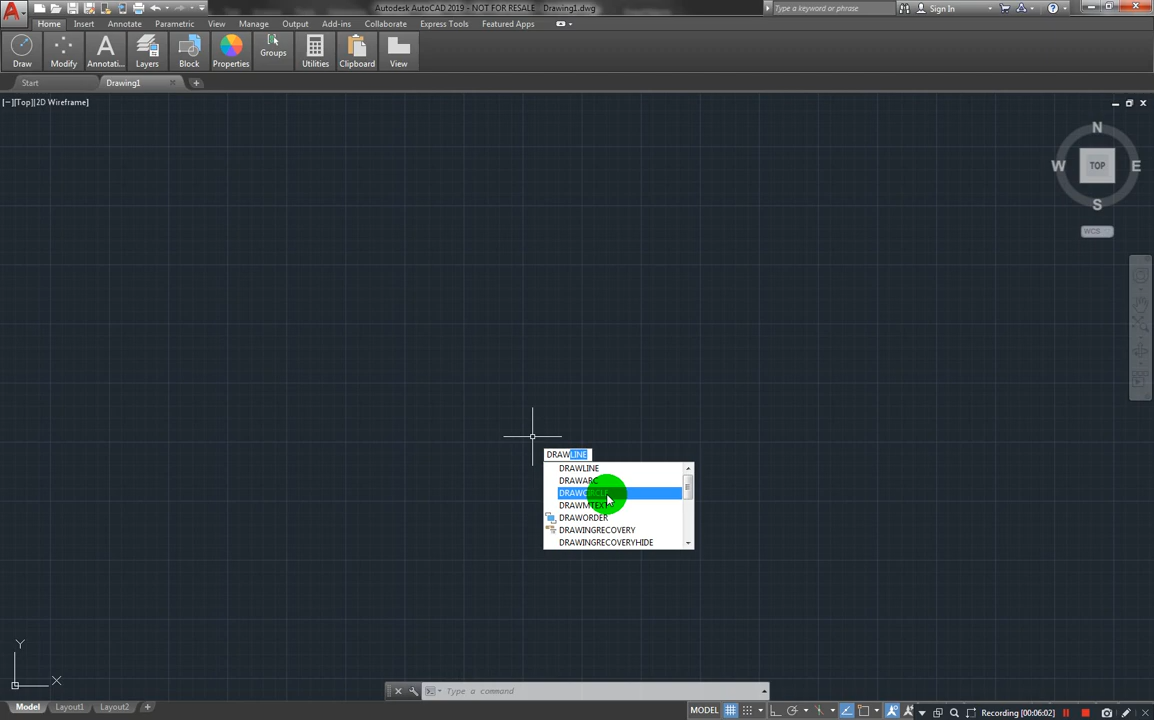 Autodesk AutoCAD 2019 - NOT FOR RESALE Drawing1.dwg
Type a keyword or phrase
Sign In
Home Insert Annotate Parametric View Manage Output Add-ins Collaborate Express Tools Featured Apps
Draw Modify Annotati... Layers Block Properties Groups Utilities Clipboard View
Start Drawing1
[−][Top][2D Wireframe]
N
W TOP E
S
WCS
DRAWLINE
DRAWLINE
DRAWARC
DRAWCIRCLE
DRAWMTEXT
DRAWORDER
DRAWINGRECOVERY
DRAWINGRECOVERYHIDE
Y
X
Type a command
Model Layout1 Layout2
MODEL
Recording [00:06:02]